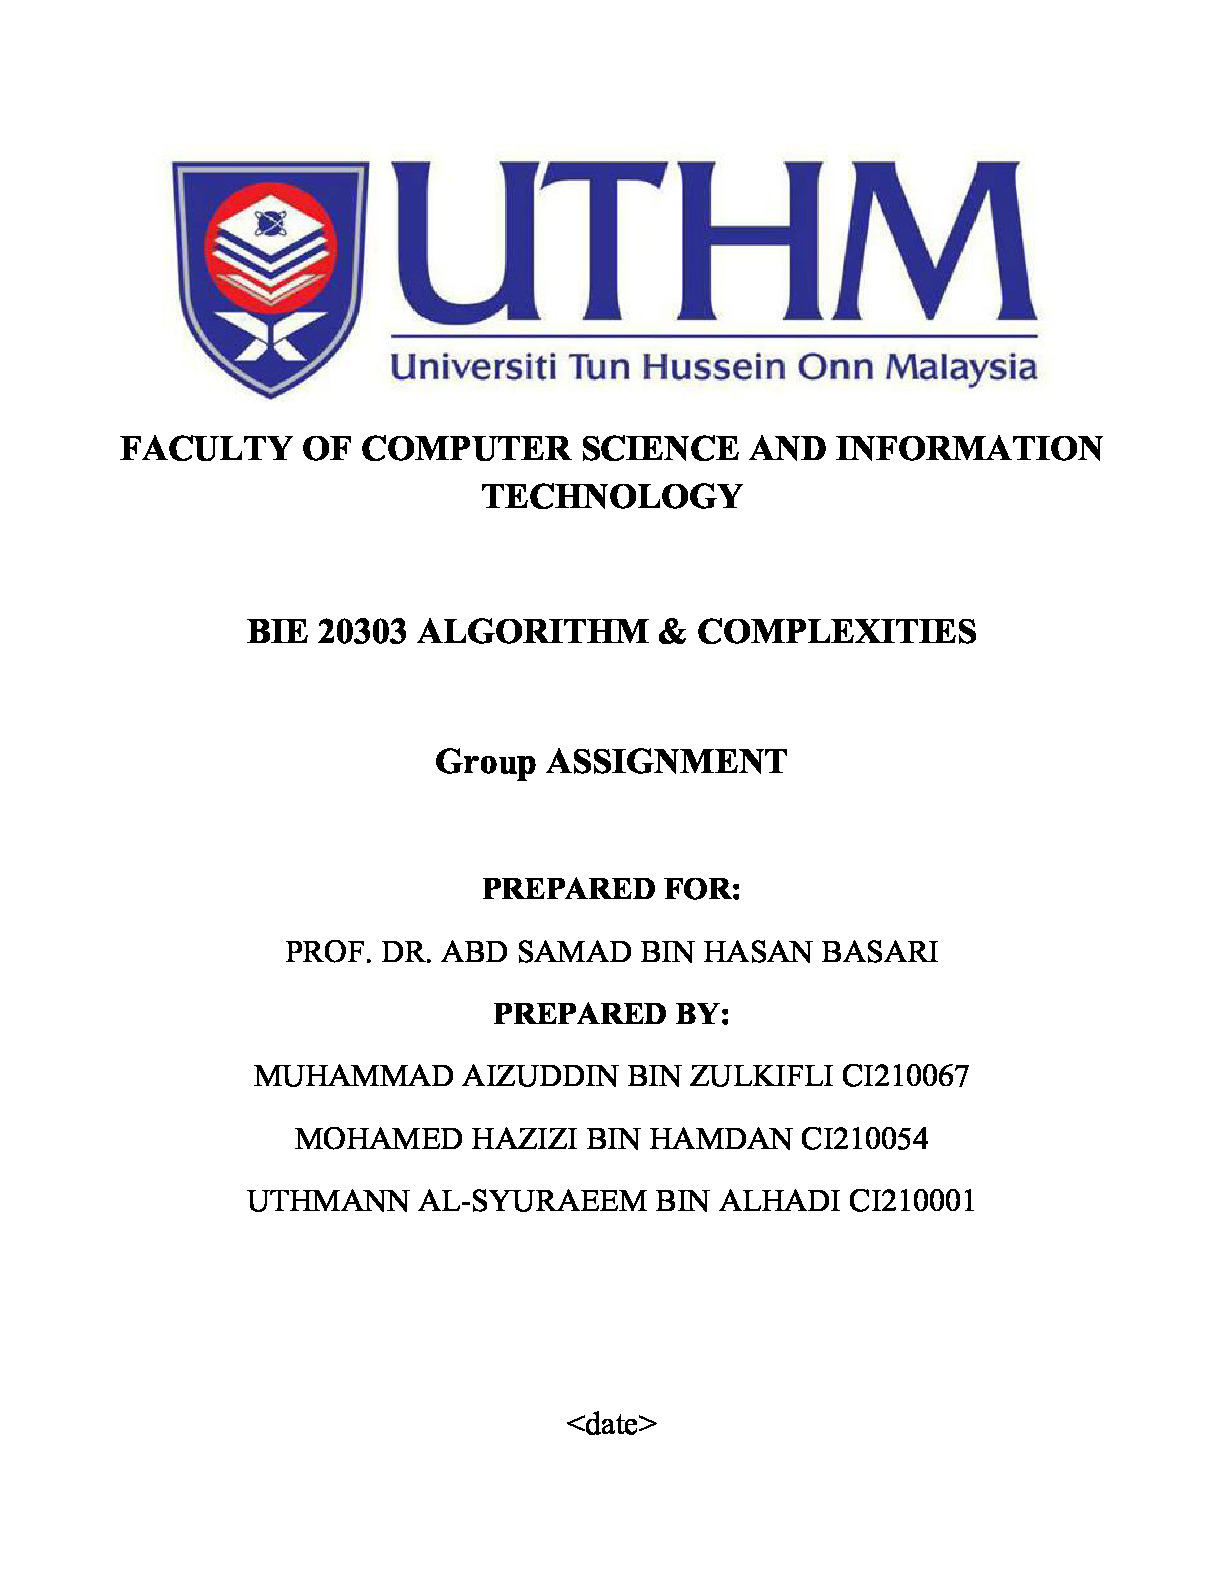 UTHM
Universiti Tun Hussein Onn Malaysia
FACULTY OF COMPUTER SCIENCE AND INFORMATION
TECHNOLOGY
BIE 20303 ALGORITHM & COMPLEXITIES
Group ASSIGNMENT
PREPARED FOR:
PROF. DR. ABD SAMAD BIN HASAN BASARI
PREPARED BY:
MUHAMMAD AIZUDDIN BIN ZULKIFLI CI210067
MOHAMED HAZIZI BIN HAMDAN CI210054
UTHMANN AL-SYURAEEM BIN ALHADI CI210001
<date>